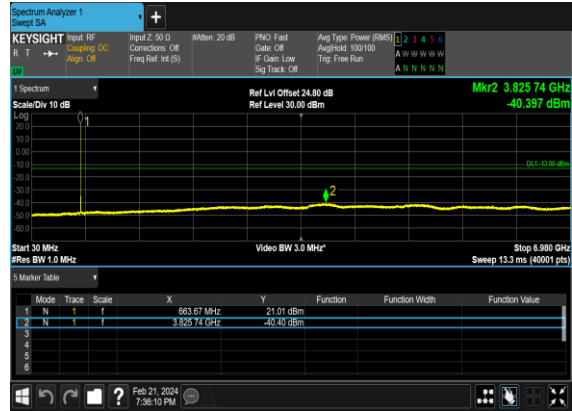 Spectrum Analyzer 1
Swept SA
+
KEYSIGHT Input: RF Input Z: 50 Ω #Atten: 20 dB PNO: Fast Avg Type: Power (RMS) 1 2 3 4 5 6
R T Coupling: DC Corrections: Off Gate: Off Avg|Hold: 100/100 A W W W W W
Align: Off Freq Ref: Int (S) IF Gain: Low Trig: Free Run
Sig Track: Off A N N N N N
1 Spectrum Ref Lvl Offset 24.80 dB Mkr2 3.825 74 GHz
Scale/Div 10 dB Ref Level 30.00 dBm -40.397 dBm
Log
1
20.0
10.0
0.00
-10.0
DL1 -13.00 dBm
-20.0
-30.0
2
-40.0
-50.0
-60.0
Start 30 MHz Video BW 3.0 MHz* Stop 6.980 GHz
#Res BW 1.0 MHz Sweep 13.3 ms (40001 pts)
5 Marker Table
Mode Trace Scale X Y Function Function Width Function Value
1 N 1 f 663.67 MHz 21.01 dBm
2 N 1 f 3.825 74 GHz -40.40 dBm
3
4
5
6
? Feb 21, 2024
7:36:10 PM